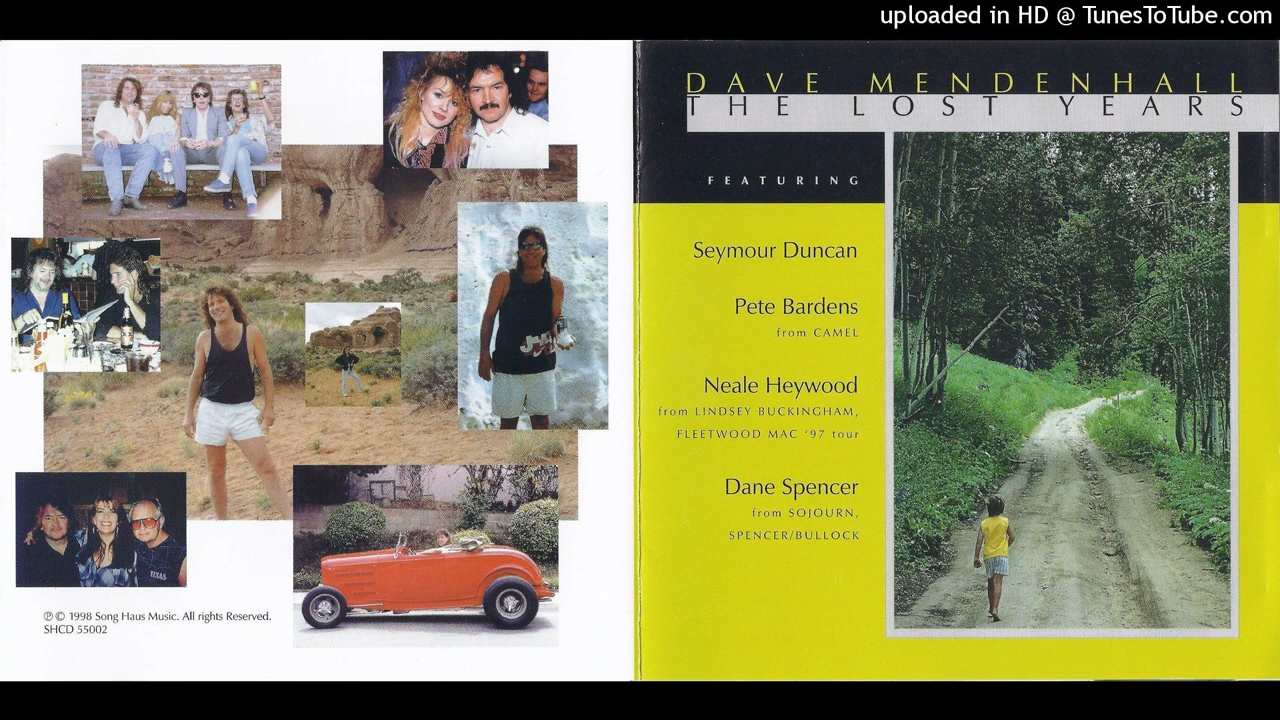 uploaded in HD @ TunesToTube.com
DAVE MENDENHALL
THE LOST YEARS
FEATURING
Seymour Duncan
Pete Bardens
from CAMEL
Neale Heywood
from LINDSEY BUCKINGHAM,
FLEETWOOD MAC ‘97 tour
Dane Spencer
from SOJOURN,
SPENCER/BULLOCK
TEXAS
℗ © 1998 Song Haus Music. All rights Reserved.
SHCD 55002